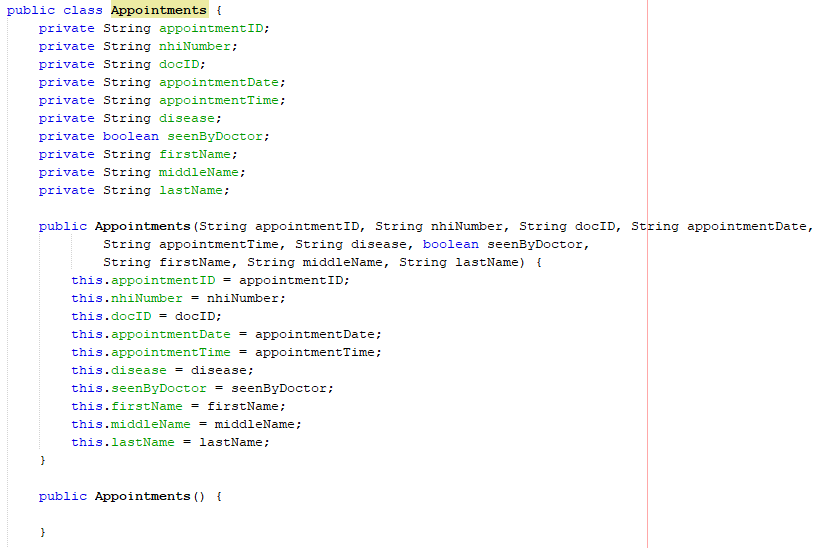 public class Appointments {
private String appointmentID;
private String nhiNumber;
private String docID;
private String appointmentDate;
private String appointmentTime;
private String disease;
private boolean seenByDoctor;
private String firstName;
private String middleName;
private String lastName;
public Appointments(String appointmentID, String nhiNumber, String docID, String appointmentDate,
String appointmentTime, String disease, boolean seenByDoctor,
String firstName, String middleName, String lastName) {
this.appointmentID = appointmentID;
this.nhiNumber = nhiNumber;
this.docID = docID;
this.appointmentDate = appointmentDate;
this.appointmentTime = appointmentTime;
this.disease = disease;
this.seenByDoctor = seenByDoctor;
this.firstName = firstName;
this.middleName = middleName;
this.lastName = lastName;
}
public Appointments() {
}